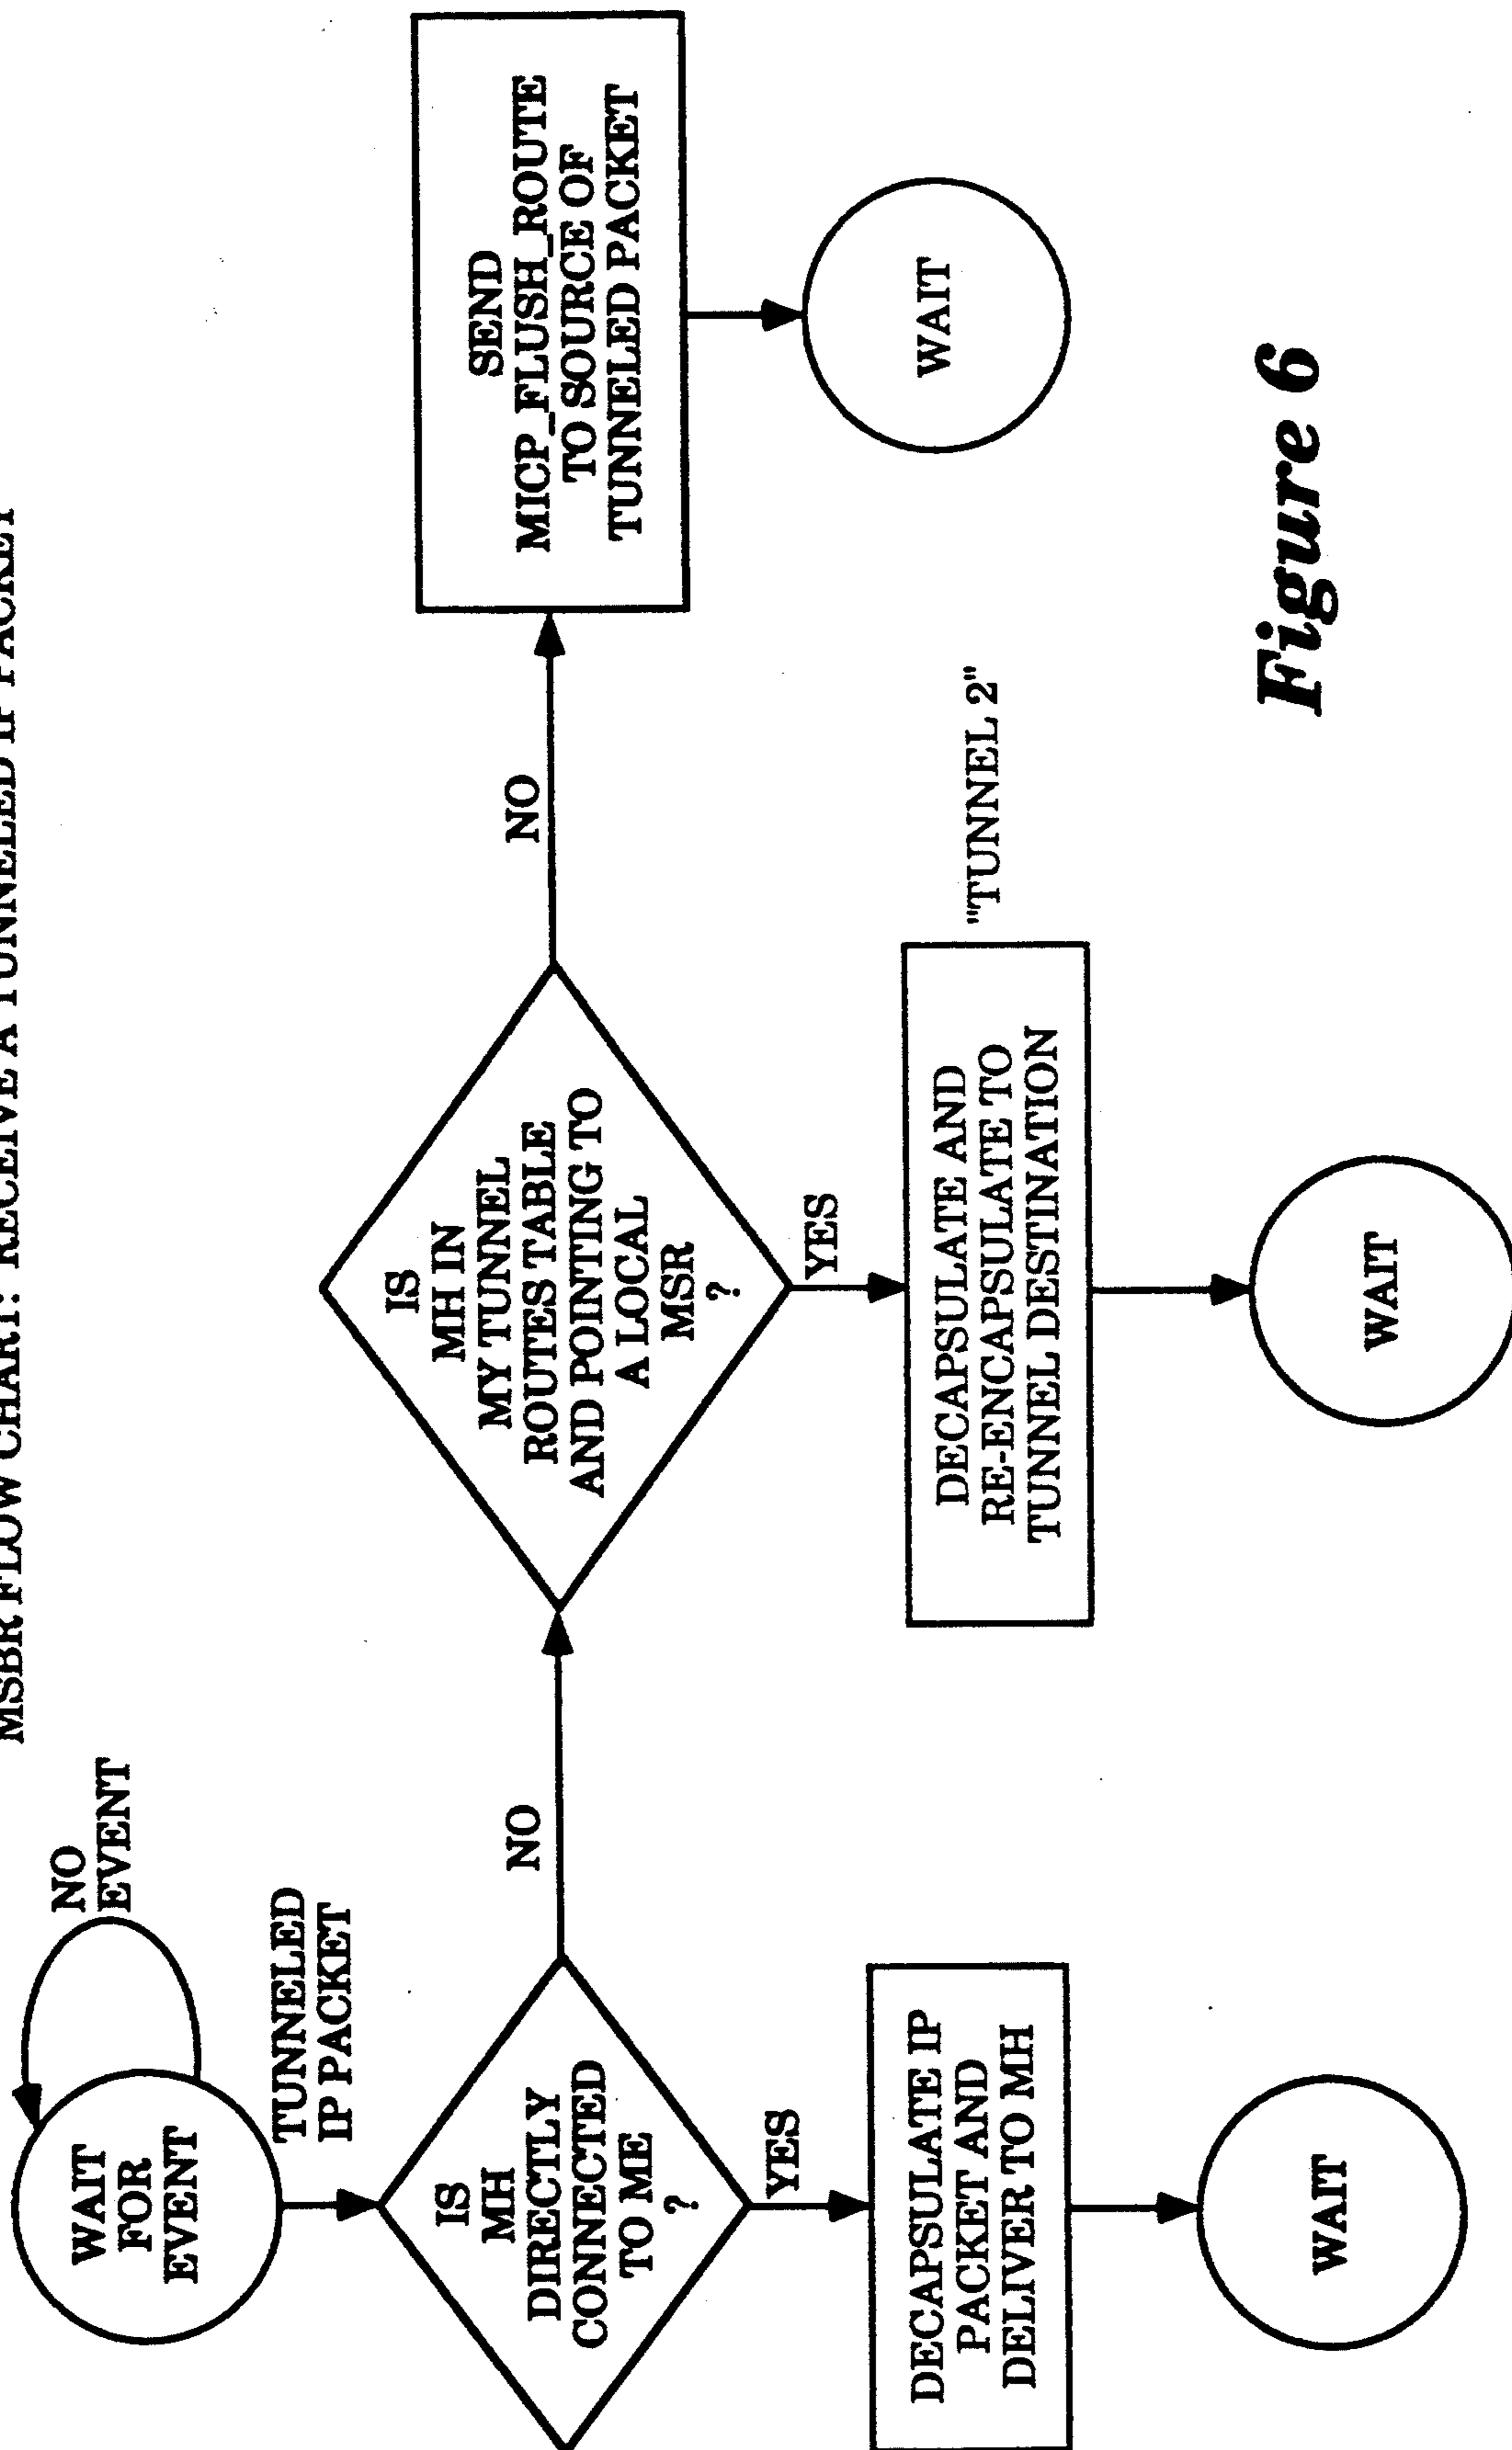 MSBR FLOW CHART: RECEIVE A TUNNELED IP PACKET
NO
EVENT
WAIT
FOR
EVENT
TUNNELED
IP PACKET
IS
MH
DIRECTLY
CONNECTED
TO ME
?
NO
YES
DECAPSULATE IP
PACKET AND
DELIVER TO MH
WAIT
IS
MH IN
MY TUNNEL
ROUTES TABLE
AND POINTING TO
A LOCAL
MSR
?
NO
YES
DECAPSULATE AND
RE-ENCAPSULATE TO
TUNNEL DESTINATION
"TUNNEL 2"
WAIT
SEND
MICP_FLUSH_ROUTE
TO SOURCE OF
TUNNELED PACKET
WAIT
Figure 6